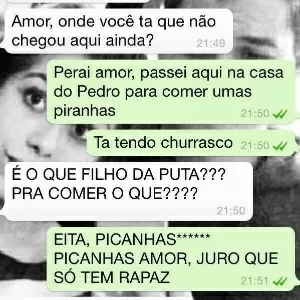 Amor, onde você ta que não
chegou aqui ainda?
21:49
Perai amor, passei aqui na casa
do Pedro para comer umas
piranhas
21:50
Ta tendo churrasco
21:50
É O QUE FILHO DA PUTA???
PRA COMER O QUE????
21:50
EITA, PICANHAS******
PICANHAS AMOR, JURO QUE
SÓ TEM RAPAZ
21:51